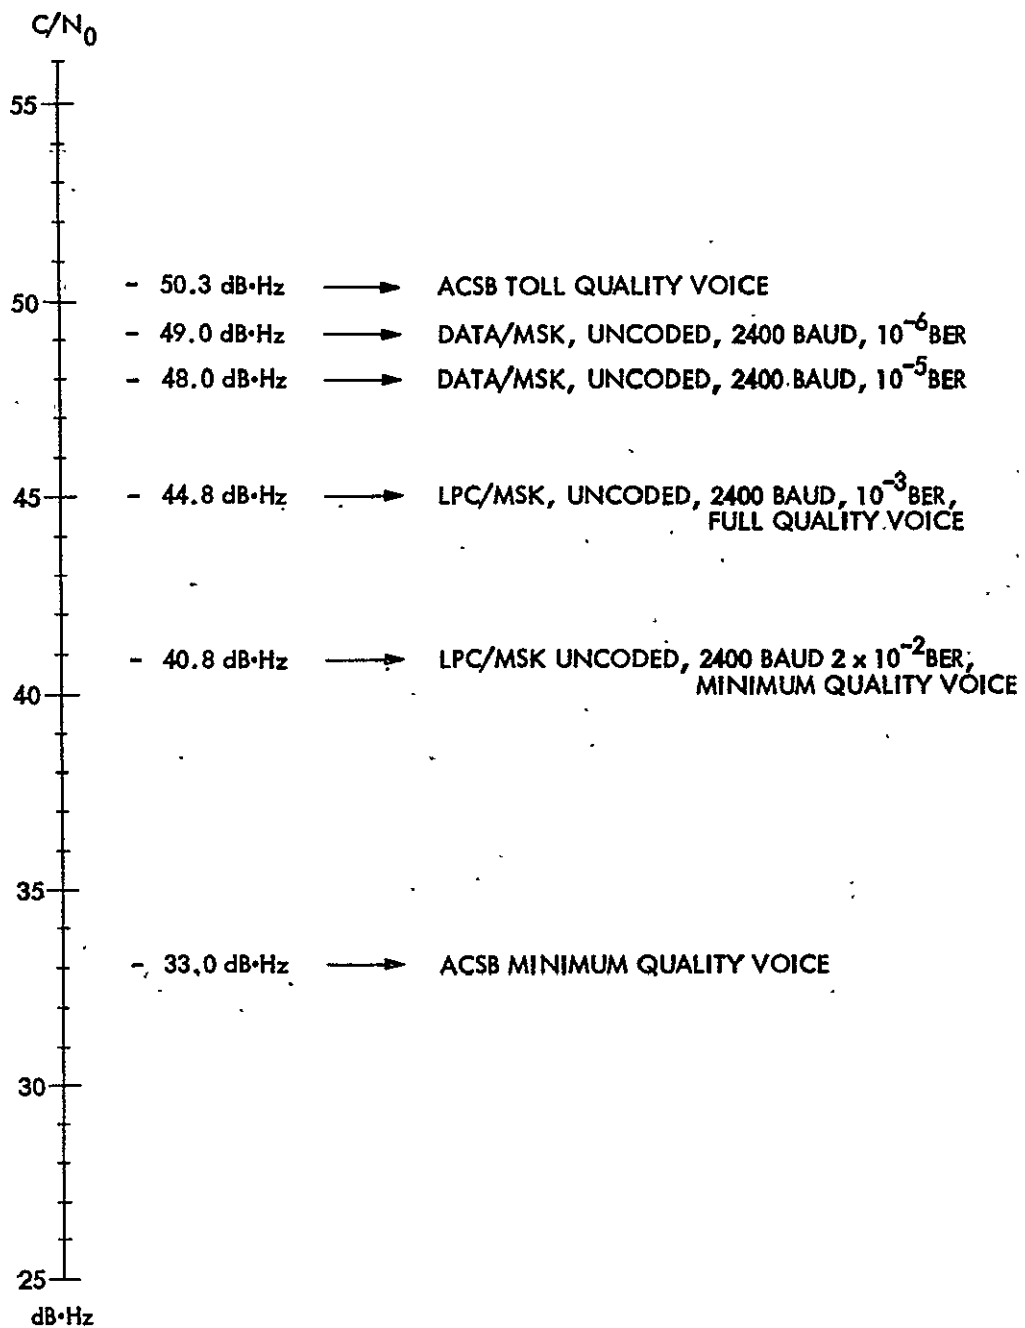 C/N₀
55
50
- 50.3 dB•Hz → ACSB TOLL QUALITY VOICE
- 49.0 dB•Hz → DATA/MSK, UNCODED, 2400 BAUD, 10⁻⁶ BER
- 48.0 dB•Hz → DATA/MSK, UNCODED, 2400 BAUD, 10⁻⁵ BER
45
- 44.8 dB•Hz → LPC/MSK, UNCODED, 2400 BAUD, 10⁻³ BER,
FULL QUALITY VOICE
- 40.8 dB•Hz → LPC/MSK UNCODED, 2400 BAUD 2 x 10⁻² BER,
MINIMUM QUALITY VOICE
40
35
- 33.0 dB•Hz → ACSB MINIMUM QUALITY VOICE
30
25
dB•Hz